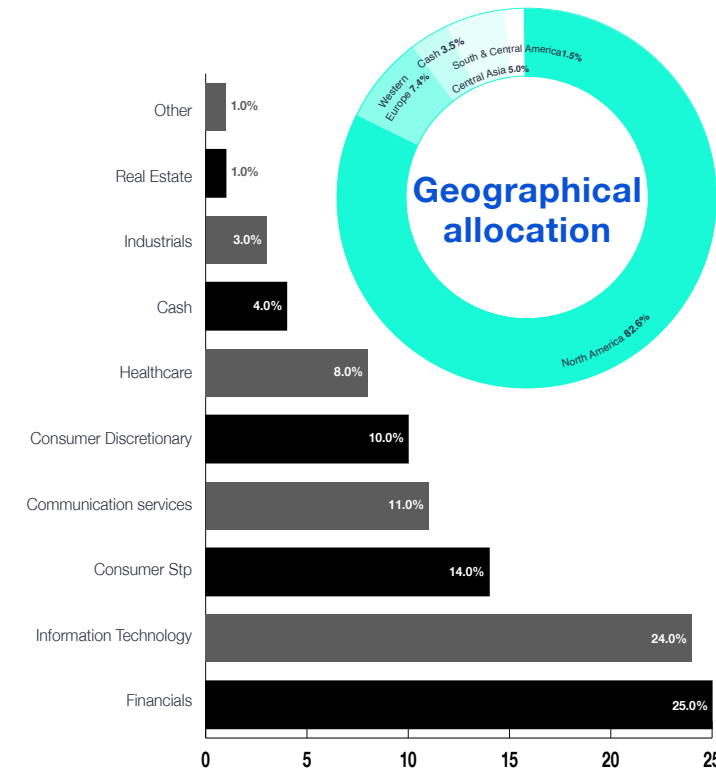 Cash 3.5%
South & Central America1.5%
Western
Europe 7.4%
Central Asia 5.0%
Geographical
allocation
North America 82.6%
Other 1.0%
Real Estate 1.0%
Industrials 3.0%
Cash 4.0%
Healthcare 8.0%
Consumer Discretionary 10.0%
Communication services 11.0%
Consumer Stp 14.0%
Information Technology 24.0%
Financials 25.0%
0 5 10 15 20 25